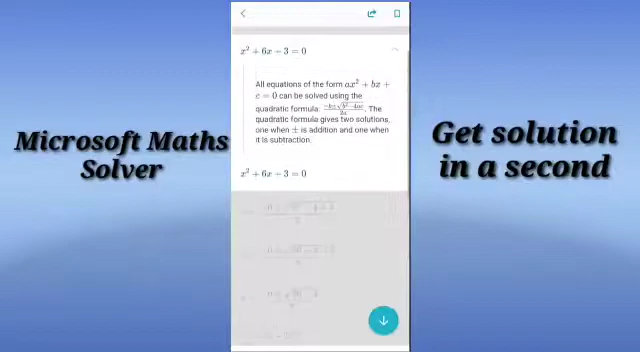 Microsoft Maths
Solver
x² + 6x − 3 = 0
All equations of the form ax² + bx +
c = 0 can be solved using the
quadratic formula: (−b±√(b²−4ac))/2a. The
quadratic formula gives two solutions,
one when ± is addition and one when
it is subtraction.
x² + 6x − 3 = 0
Get solution
in a second